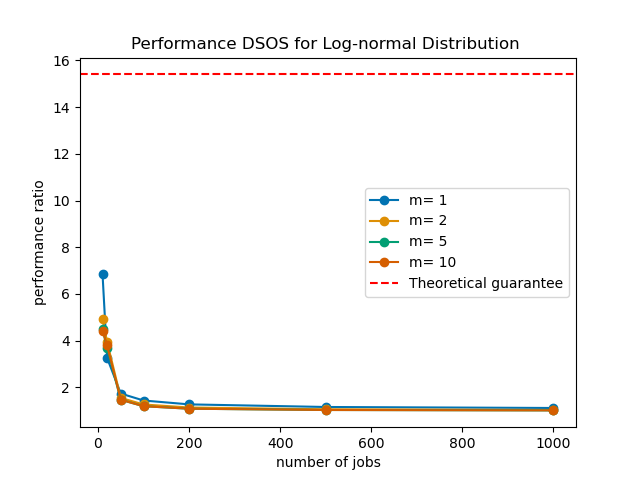 Performance DSOS for Log-normal Distribution
16
14
12
10
8
6
4
2
performance ratio
m= 1
m= 2
m= 5
m= 10
Theoretical guarantee
0
200
400
600
800
1000
number of jobs